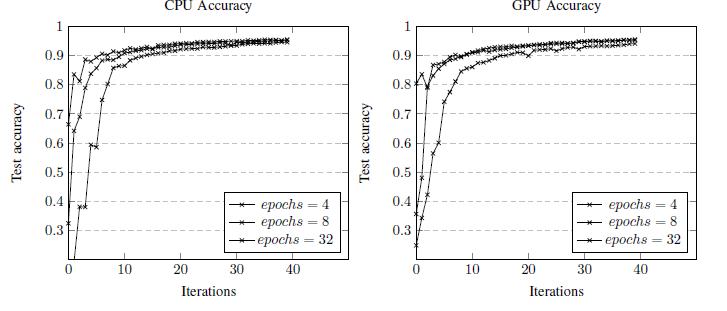 CPU Accuracy
1
0.9
0.8
0.7
0.6
0.5
0.4
0.3
0 10 20 30 40
Test accuracy
Iterations
epochs = 4
epochs = 8
epochs = 32
GPU Accuracy
1
0.9
0.8
0.7
0.6
0.5
0.4
0.3
0 10 20 30 40
Test accuracy
Iterations
epochs = 4
epochs = 8
epochs = 32